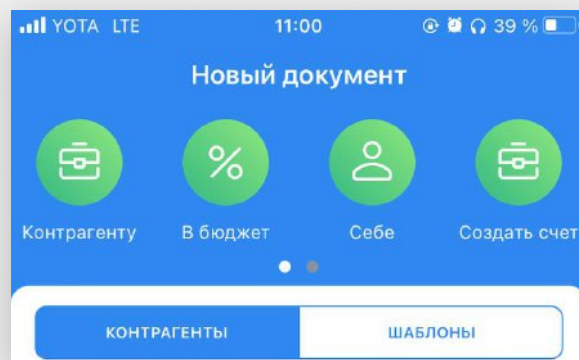 YOTA LTE 11:00 39 %
Новый документ
Контрагенту В бюджет Себе Создать счет
КОНТРАГЕНТЫ ШАБЛОНЫ